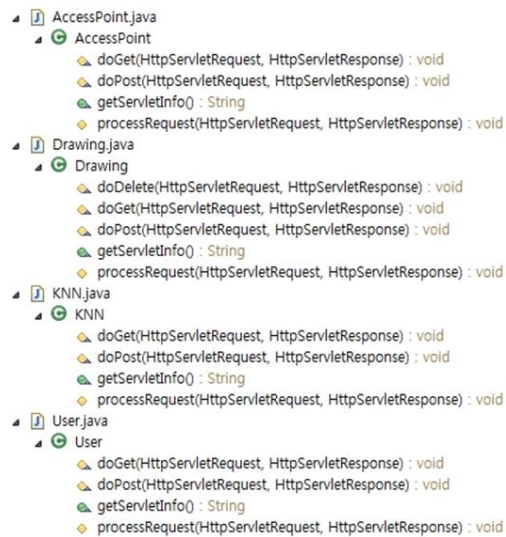 AccessPoint.java
AccessPoint
doGet(HttpServletRequest, HttpServletResponse) : void
doPost(HttpServletRequest, HttpServletResponse) : void
getServletInfo() : String
processRequest(HttpServletRequest, HttpServletResponse) : void
Drawing.java
Drawing
doDelete(HttpServletRequest, HttpServletResponse) : void
doGet(HttpServletRequest, HttpServletResponse) : void
doPost(HttpServletRequest, HttpServletResponse) : void
getServletInfo() : String
processRequest(HttpServletRequest, HttpServletResponse) : void
KNN.java
KNN
doGet(HttpServletRequest, HttpServletResponse) : void
doPost(HttpServletRequest, HttpServletResponse) : void
getServletInfo() : String
processRequest(HttpServletRequest, HttpServletResponse) : void
User.java
User
doGet(HttpServletRequest, HttpServletResponse) : void
doPost(HttpServletRequest, HttpServletResponse) : void
getServletInfo() : String
processRequest(HttpServletRequest, HttpServletResponse) : void